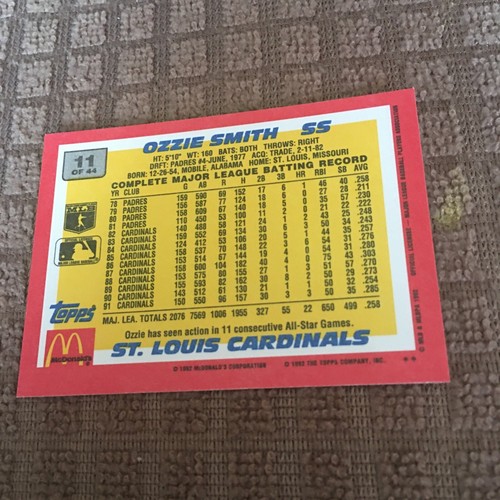 11
OF 44
OZZIE SMITH SS
HT: 5'10" WT: 160 BATS: BOTH THROWS: RIGHT
DRFT: PADRES #4-JUNE, 1977 ACQ: TRADE, 2-11-82
BORN: 12-26-54, MOBILE, ALABAMA HOME: ST. LOUIS, MISSOURI
COMPLETE MAJOR LEAGUE BATTING RECORD
YR CLUB G AB R H 2B 3B HR RBI SB AVG
78 PADRES 159 590 69 152 17 6 1 46 40 .258
79 PADRES 156 587 77 124 18 6 0 27 28 .211
80 PADRES 158 609 67 140 18 5 0 35 57 .230
81 PADRES 110 450 53 100 11 2 0 21 22 .222
82 CARDINALS 140 488 58 121 24 1 2 43 25 .248
83 CARDINALS 159 552 69 134 30 6 3 50 34 .243
84 CARDINALS 124 412 53 106 20 5 1 44 35 .257
85 CARDINALS 158 537 70 148 22 3 6 54 31 .276
86 CARDINALS 153 514 67 144 19 4 0 54 31 .280
87 CARDINALS 158 600 104 182 40 4 0 75 43 .303
88 CARDINALS 153 575 80 155 27 1 3 51 57 .270
89 CARDINALS 155 593 82 162 30 8 2 50 29 .273
90 CARDINALS 143 512 61 130 21 1 1 50 32 .254
91 CARDINALS 150 550 96 157 30 3 3 50 35 .285
MAJ. LEA. TOTALS 2076 7569 1006 1955 327 55 22 650 499 .258
Topps
McDonald's
Ozzie has seen action in 11 consecutive All-Star Games.
ST. LOUIS CARDINALS
© 1992 McDONALD'S CORPORATION
© 1992 THE TOPPS COMPANY, INC. **